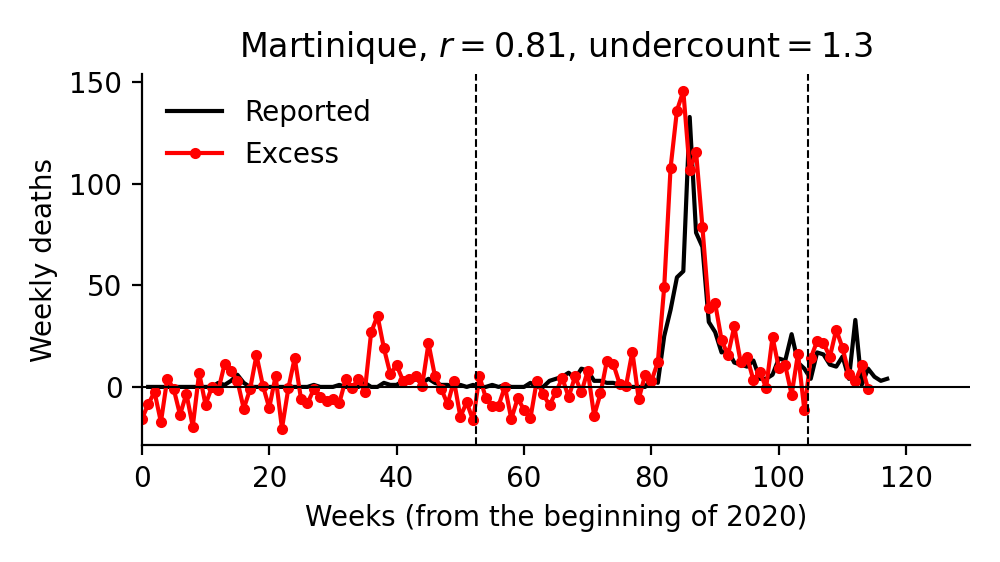 Martinique, r = 0.81, undercount = 1.3
150
100
50
0
Weekly deaths
Reported
Excess
0 20 40 60 80 100 120
Weeks (from the beginning of 2020)